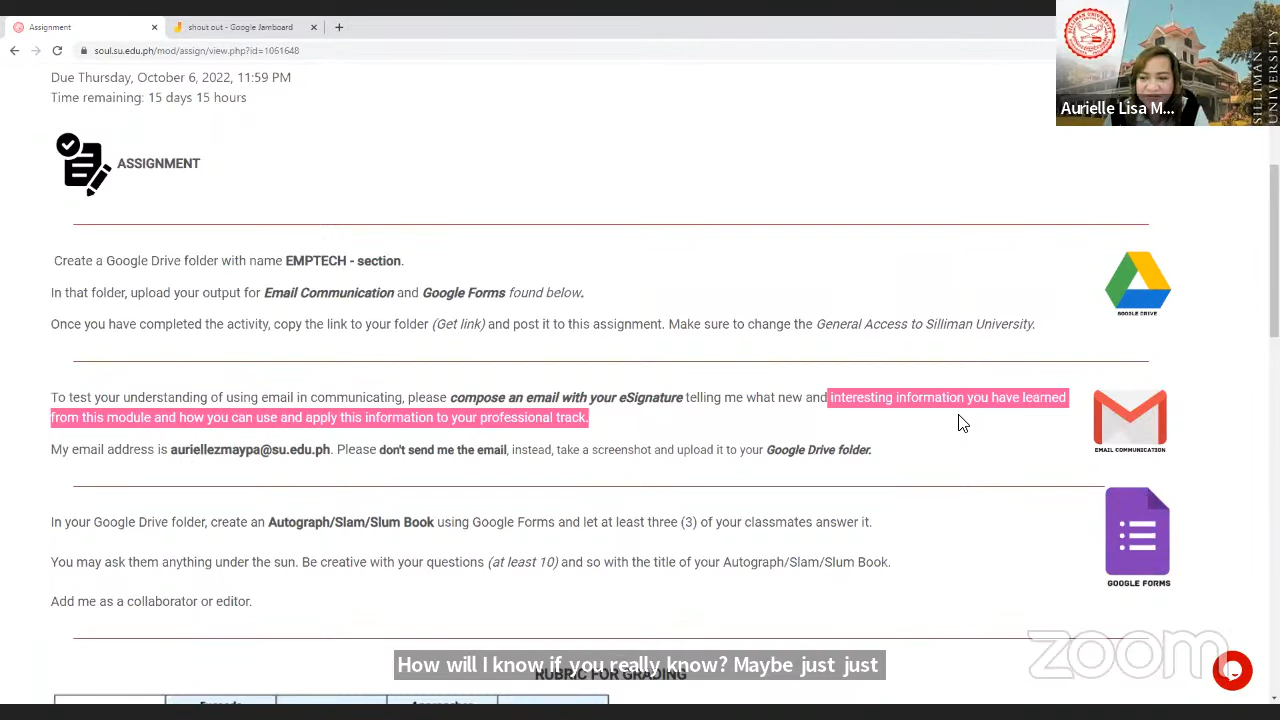 Assignment
shout out - Google Jamboard
soul.su.edu.ph/mod/assign/view.php?id=1061648
Due Thursday, October 6, 2022, 11:59 PM
Time remaining: 15 days 15 hours
SILLIMAN UNIVERSITY
Aurielle Lisa M...
ASSIGNMENT
Create a Google Drive folder with name EMPTECH - section.
In that folder, upload your output for Email Communication and Google Forms found below.
Once you have completed the activity, copy the link to your folder (Get link) and post it to this assignment. Make sure to change the General Access to Silliman University.
GOOGLE DRIVE
To test your understanding of using email in communicating, please compose an email with your eSignature telling me what new and interesting information you have learned
from this module and how you can use and apply this information to your professional track.
My email address is auriellezmaypa@su.edu.ph. Please don't send me the email, instead, take a screenshot and upload it to your Google Drive folder.
EMAIL COMMUNICATION
In your Google Drive folder, create an Autograph/Slam/Slum Book using Google Forms and let at least three (3) of your classmates answer it.
You may ask them anything under the sun. Be creative with your questions (at least 10) and so with the title of your Autograph/Slam/Slum Book.
GOOGLE FORMS
Add me as a collaborator or editor.
How will I know if you really know? Maybe just just
RUBRIC FOR GRADING
zoom